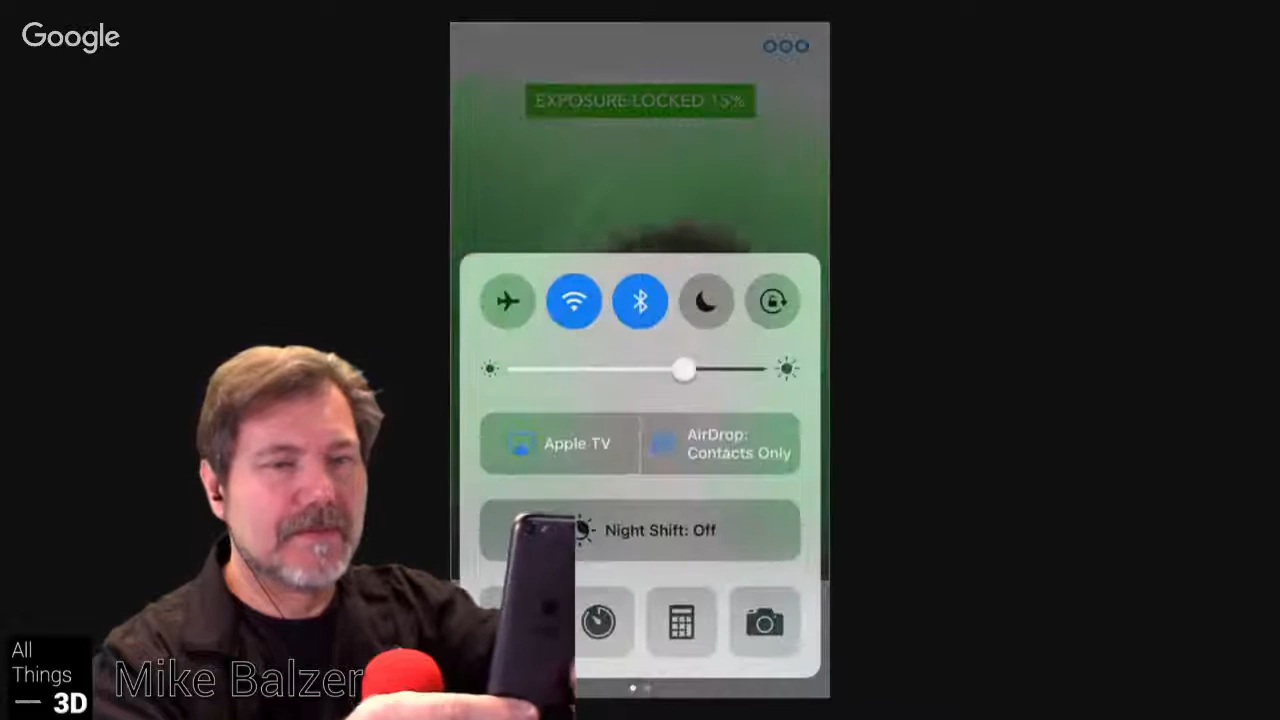 Google
EXPOSURE LOCKED 15%
Apple TV
AirDrop:
Contacts Only
Night Shift: Off
All
Things
3D
Mike Balzer